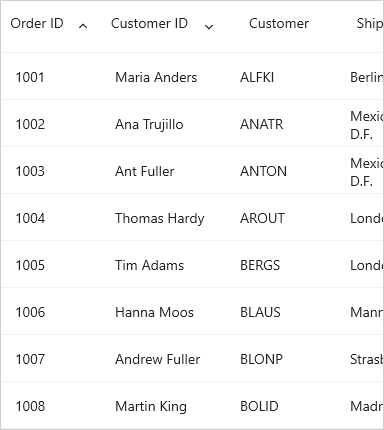 Order ID Customer ID Customer Ship
1001 Maria Anders ALFKI Berlin
1002 Ana Trujillo ANATR Mexic
D.F.
1003 Ant Fuller ANTON Mexic
D.F.
1004 Thomas Hardy AROUT Londo
1005 Tim Adams BERGS Londo
1006 Hanna Moos BLAUS Mann
1007 Andrew Fuller BLONP Strasb
1008 Martin King BOLID Madr